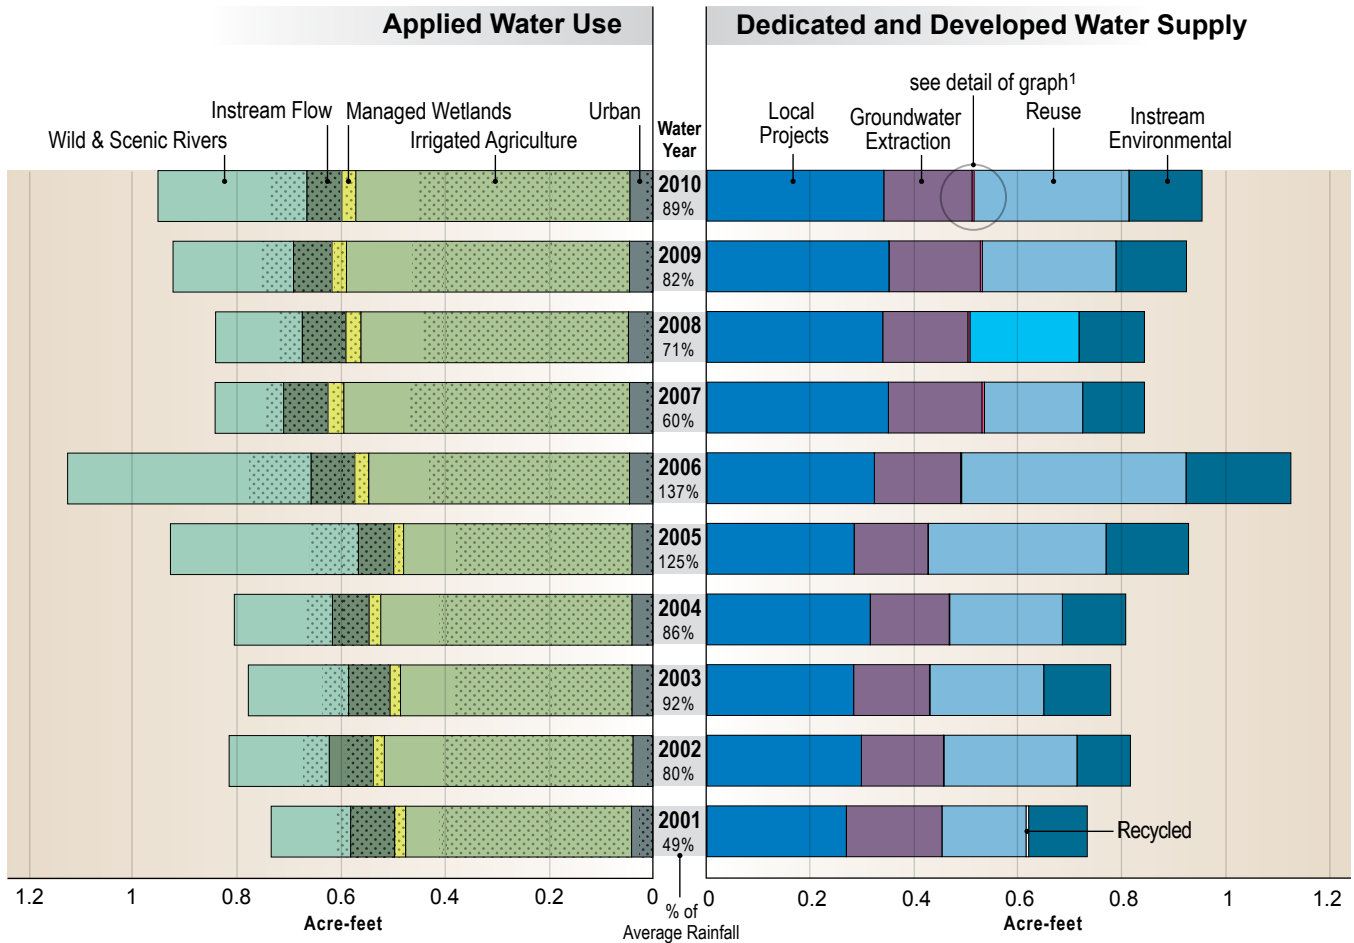 Applied Water Use
Dedicated and Developed Water Supply
see detail of graph1
Instream Flow
Managed Wetlands
Urban
Wild & Scenic Rivers
Irrigated Agriculture
Water
Year
Local
Projects
Groundwater
Extraction
Reuse
Instream
Environmental
2010
89%
2009
82%
2008
71%
2007
60%
2006
137%
2005
125%
2004
86%
2003
92%
2002
80%
2001
49%
Recycled
1.2 1 0.8 0.6 0.4 0.2 0
0 0.2 0.4 0.6 0.8 1 1.2
Acre-feet
% of
Average Rainfall
Acre-feet